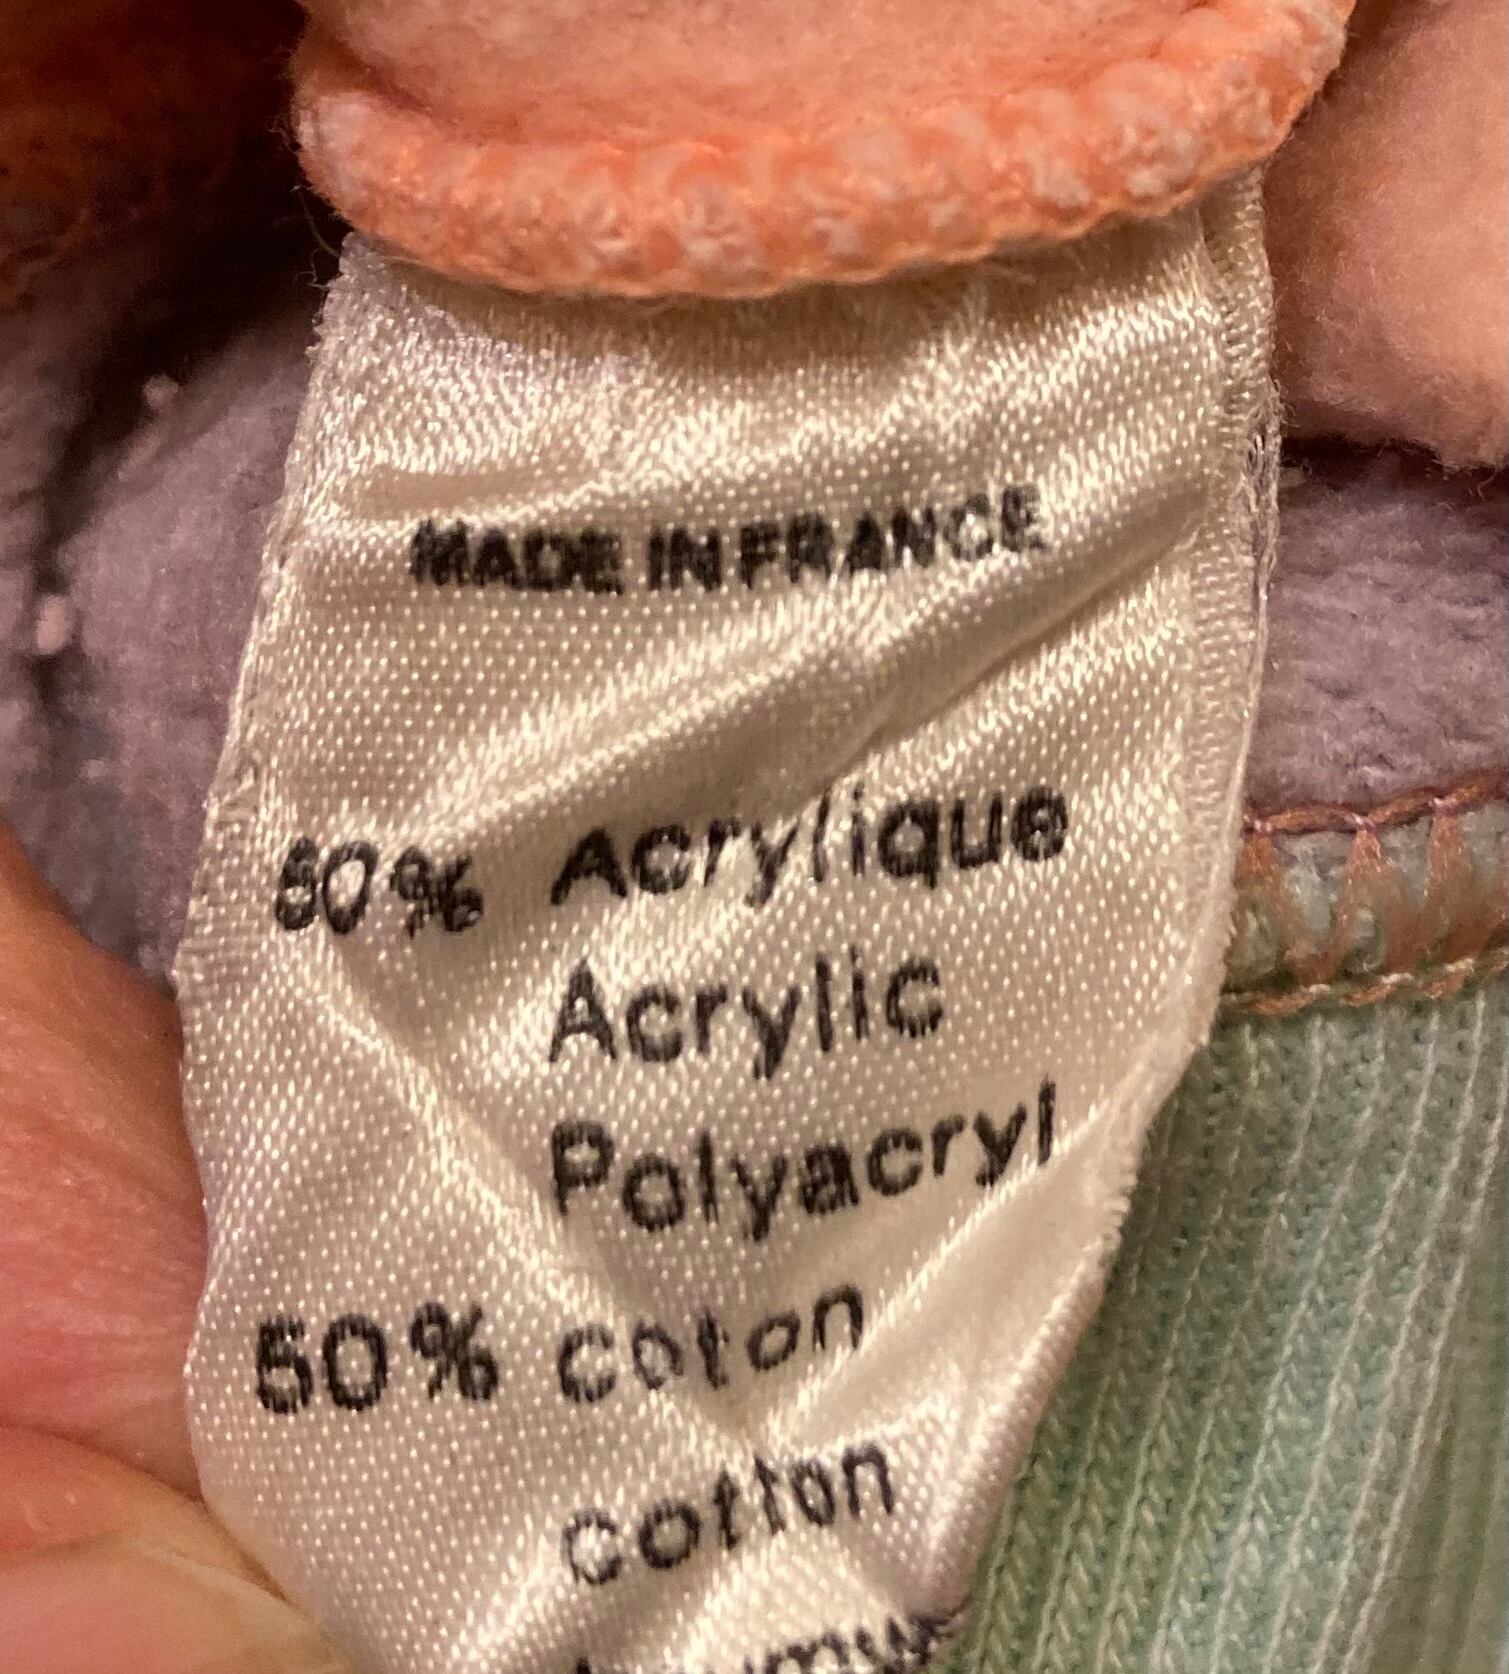 MADE IN FRANCE
50% Acrylique
Acrylic
Polyacryl
50% coton
cotton